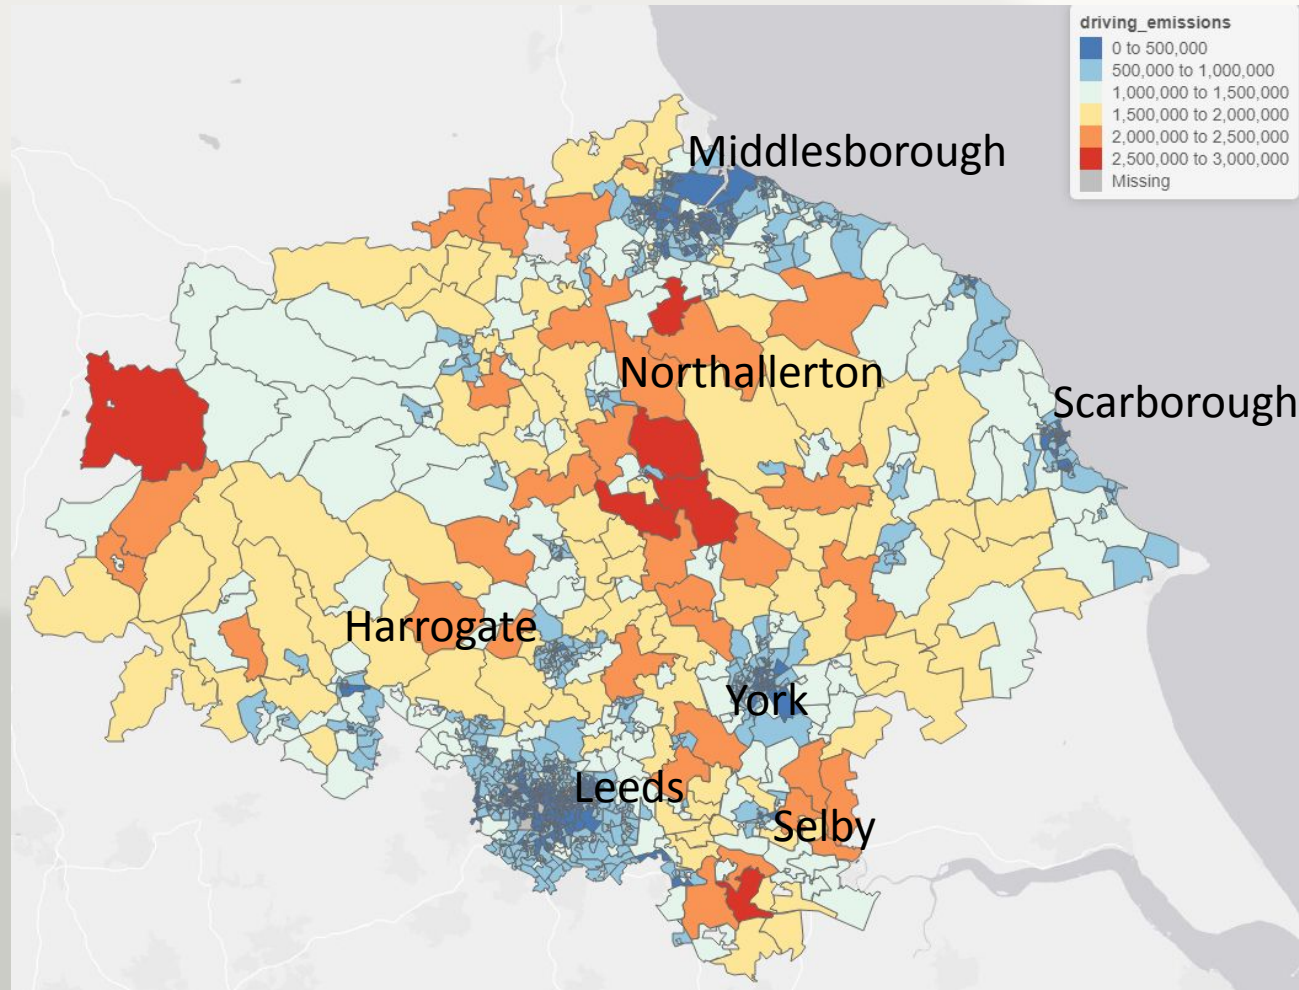 driving_emissions
0 to 500,000
500,000 to 1,000,000
1,000,000 to 1,500,000
1,500,000 to 2,000,000
2,000,000 to 2,500,000
2,500,000 to 3,000,000
Missing
Middlesborough
Northallerton
Scarborough
Harrogate
York
Leeds
Selby